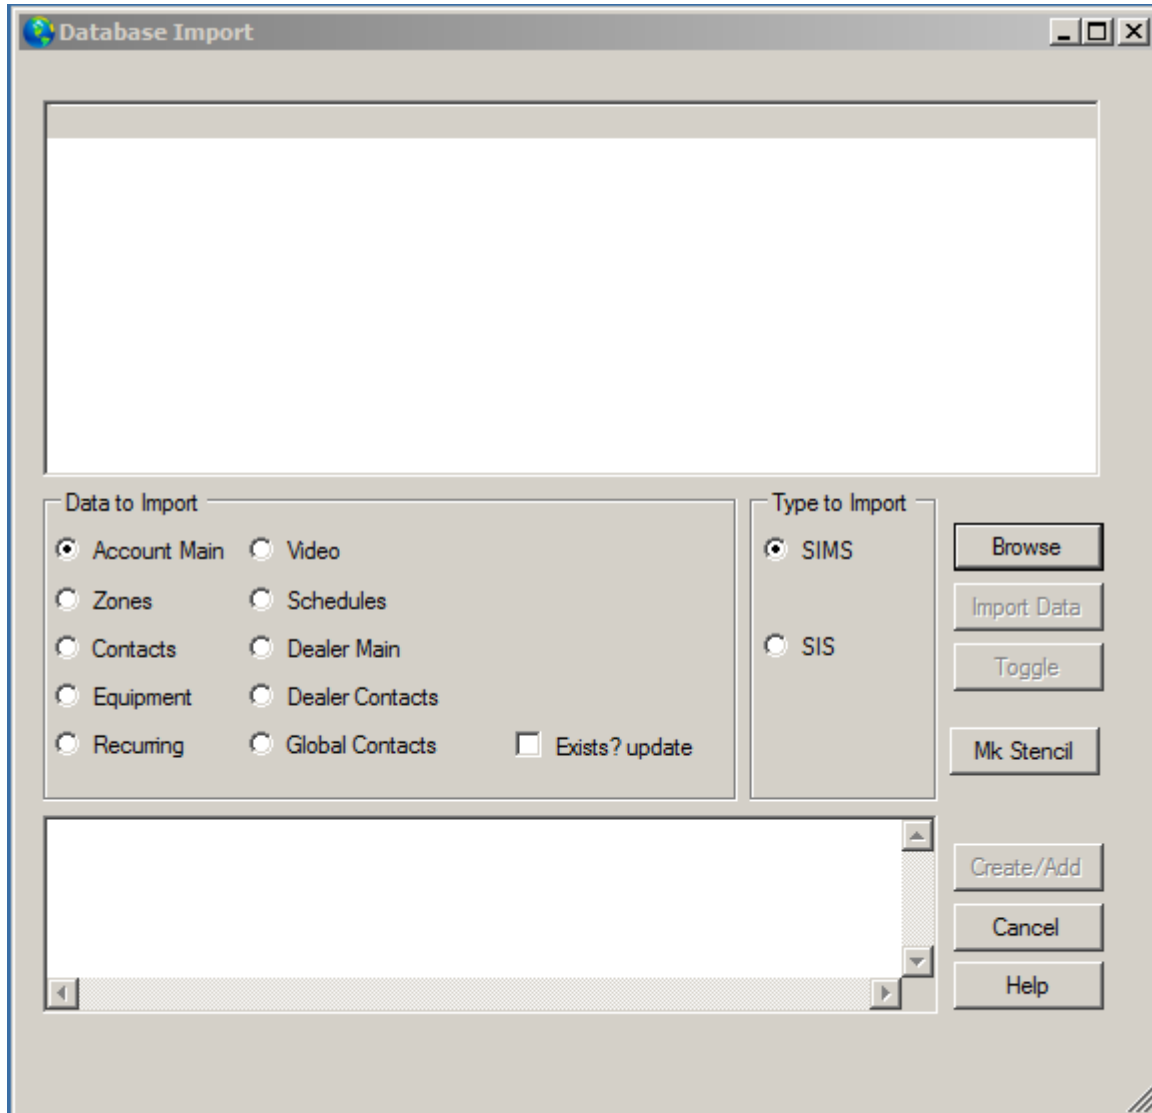 Database Import
Data to Import
Type to Import
Account Main
Video
SIMS
Browse
Zones
Schedules
Import Data
Contacts
Dealer Main
SIS
Toggle
Equipment
Dealer Contacts
Recurring
Global Contacts
Exists? update
Mk Stencil
Create/Add
Cancel
Help